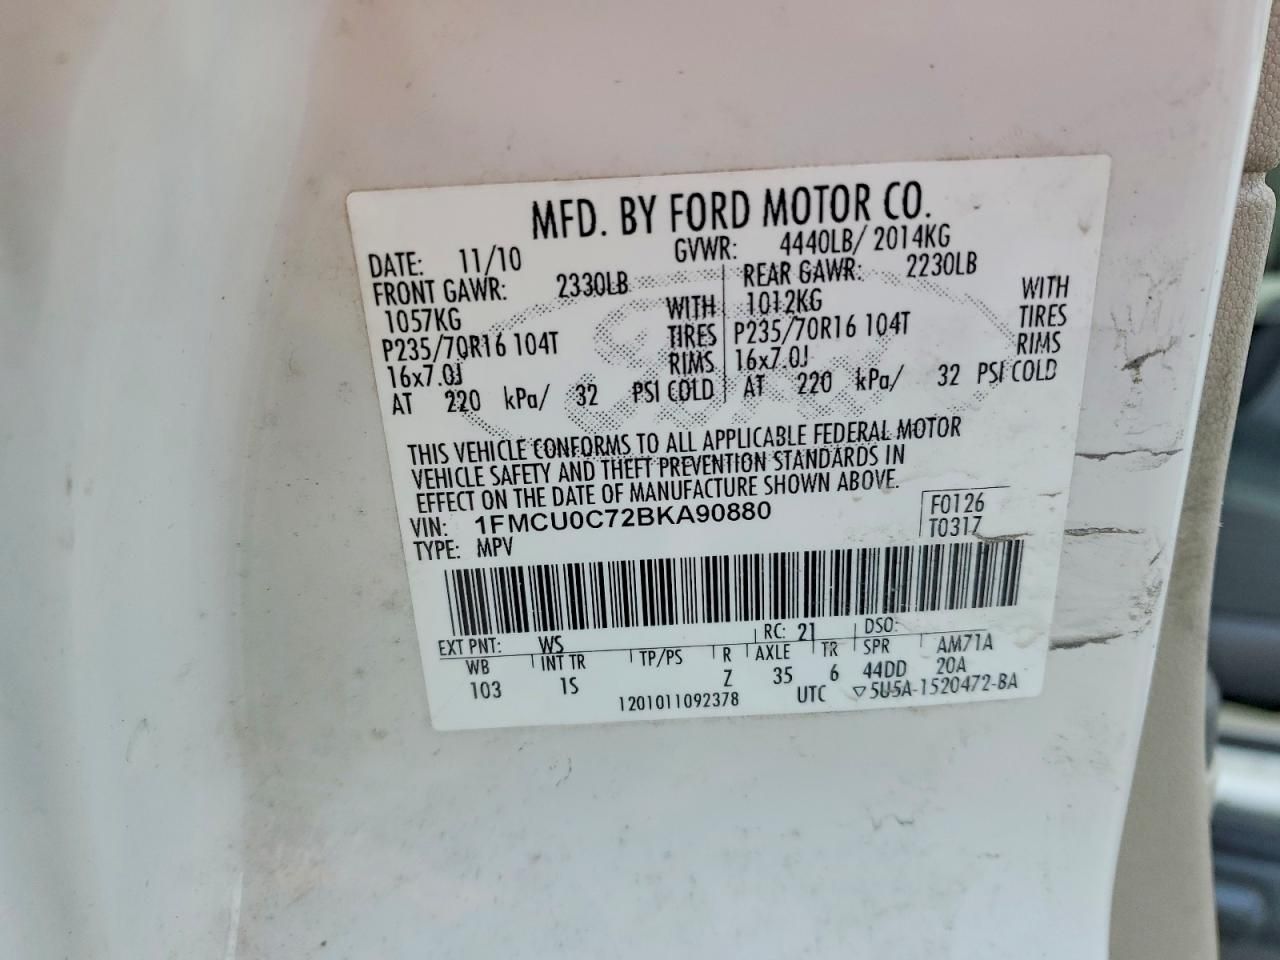 MFD. BY FORD MOTOR CO.
DATE: 11/10 GVWR: 4440LB/ 2014KG
FRONT GAWR: 2330LB REAR GAWR: 2230LB
1057KG WITH 1012KG WITH
P235/70R16 104T TIRES P235/70R16 104T TIRES
16x7.0J RIMS 16x7.0J RIMS
AT 220 kPa/ 32 PSI COLD AT 220 kPa/ 32 PSI COLD
THIS VEHICLE CONFORMS TO ALL APPLICABLE FEDERAL MOTOR
VEHICLE SAFETY AND THEFT PREVENTION STANDARDS IN
EFFECT ON THE DATE OF MANUFACTURE SHOWN ABOVE.
VIN: 1FMCU0C72BKA90880 F0126
TYPE: MPV T0317
EXT PNT: WS RC: 21 DSO:
WB INT TR TP/PS R AXLE TR SPR AM71A
103 1S Z 35 6 44DD 20A
1201011092378 UTC ▽5U5A-1520472-BA